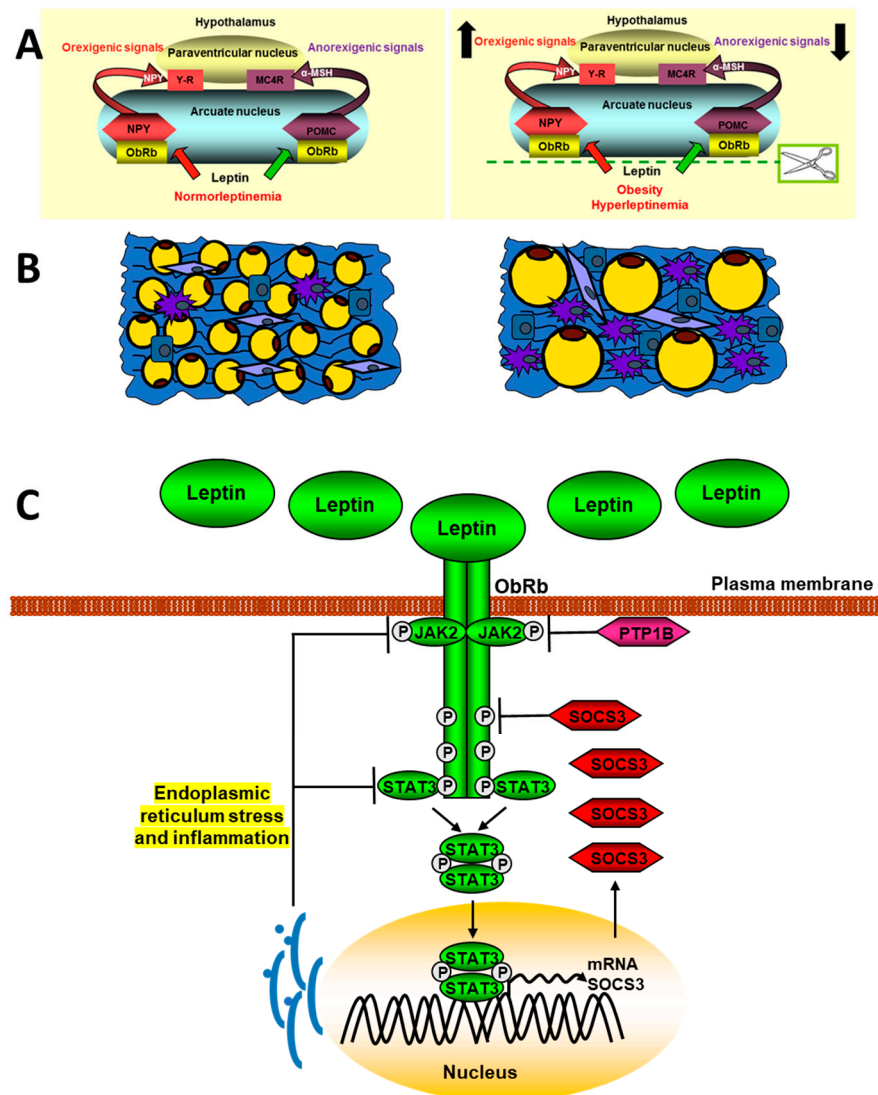 A
Hypothalamus
Orexigenic signals
Anorexigenic signals
Paraventricular nucleus
NPY
Y-R
MC4R
α-MSH
Arcuate nucleus
NPY
POMC
ObRb
ObRb
Leptin
Normorleptinemia
Hypothalamus
Orexigenic signals
Anorexigenic signals
Paraventricular nucleus
NPY
Y-R
MC4R
α-MSH
Arcuate nucleus
NPY
POMC
ObRb
ObRb
Leptin
Obesity
Hyperleptinemia
B
C
Leptin
Leptin
Leptin
Leptin
Leptin
ObRb
Plasma membrane
P
JAK2
JAK2
P
PTP1B
P
P
SOCS3
P
P
SOCS3
STAT3
P
P
STAT3
Endoplasmic
reticulum stress
and inflammation
SOCS3
STAT3
P
P
STAT3
SOCS3
STAT3
P
P
STAT3
mRNA
SOCS3
Nucleus